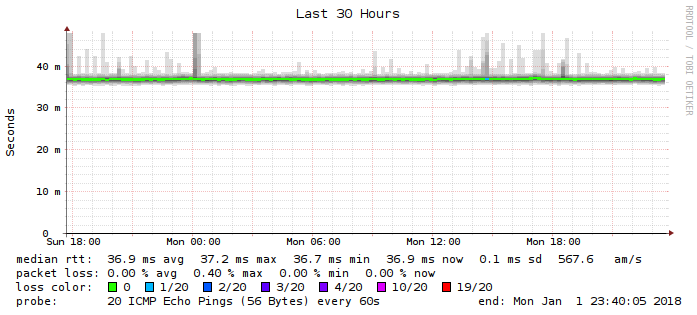 Last 30 Hours
RRDTOOL / TOBI OETIKER
Seconds
40 m
30 m
20 m
10 m
0
Sun 18:00 Mon 00:00 Mon 06:00 Mon 12:00 Mon 18:00
median rtt: 36.9 ms avg 37.2 ms max 36.7 ms min 36.9 ms now 0.1 ms sd 567.6 am/s
packet loss: 0.00 % avg 0.40 % max 0.00 % min 0.00 % now
loss color: 0 1/20 2/20 3/20 4/20 10/20 19/20
probe: 20 ICMP Echo Pings (56 Bytes) every 60s end: Mon Jan 1 23:40:05 2018